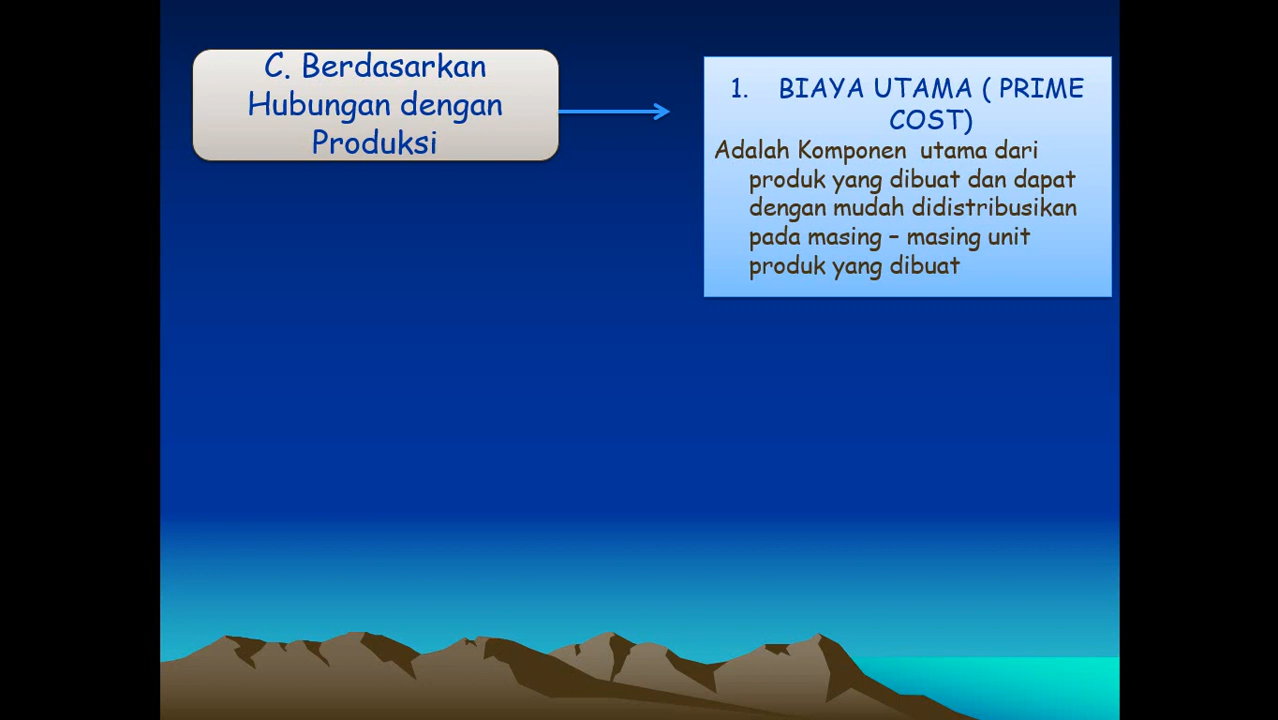 C. Berdasarkan
Hubungan dengan
Produksi
1. BIAYA UTAMA ( PRIME
COST)
Adalah Komponen utama dari
produk yang dibuat dan dapat
dengan mudah didistribusikan
pada masing – masing unit
produk yang dibuat